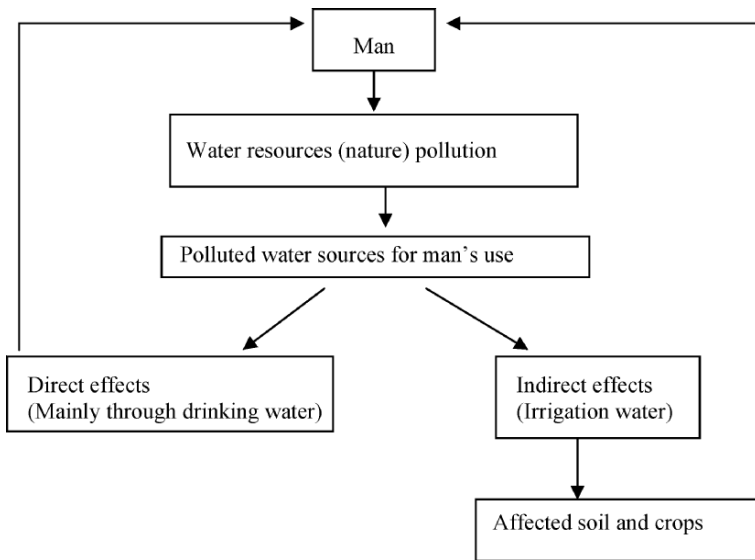 Man
Water resources (nature) pollution
Polluted water sources for man’s use
Direct effects
(Mainly through drinking water)
Indirect effects
(Irrigation water)
Affected soil and crops